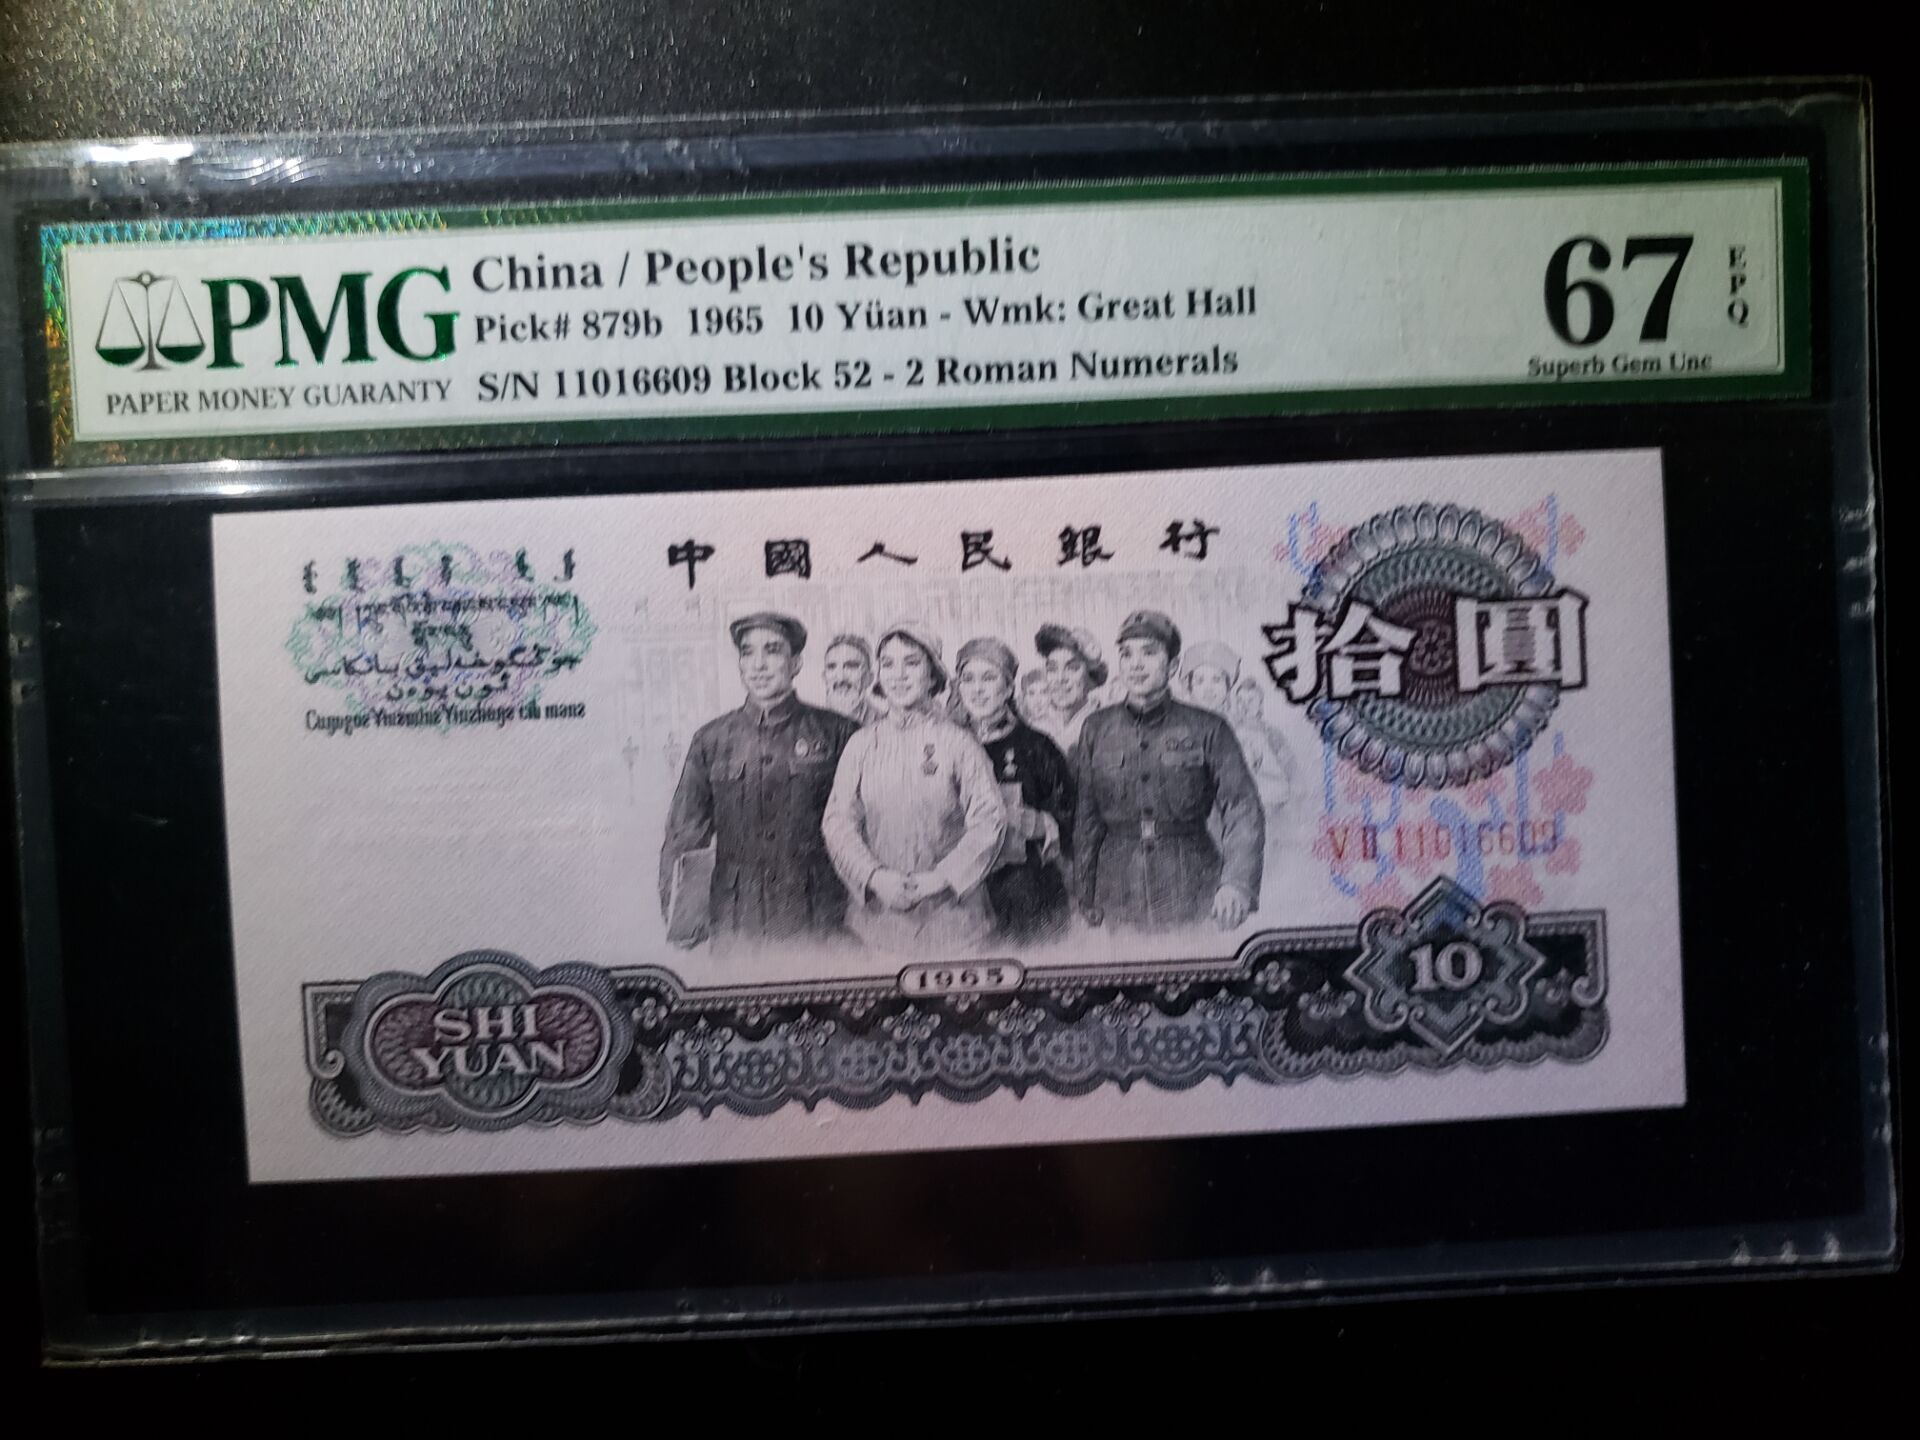 PMG
PAPER MONEY GUARANTY
China / People's Republic
Pick# 879b 1965 10 Yüan - Wmk: Great Hall
S/N 11016609 Block 52 - 2 Roman Numerals
67
EPQ
Superb Gem Unc
中國人民銀行
拾圓
VII 11016609
1965
SHI
YUAN
10